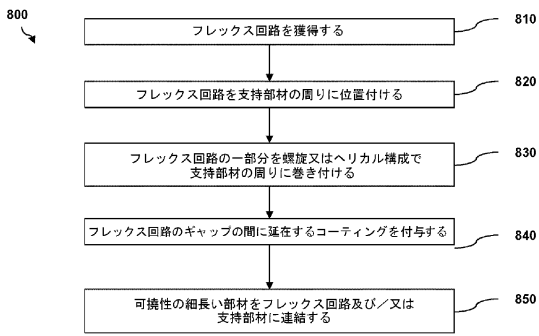 800
フレックス回路を獲得する
810
フレックス回路を支持部材の周りに位置付ける
820
フレックス回路の一部分を螺旋又はヘリカル構成で
支持部材の周りに巻き付ける
830
フレックス回路のギャップの間に延在するコーティングを付与する
840
可撓性の細長い部材をフレックス回路及び/又は
支持部材に連結する
850